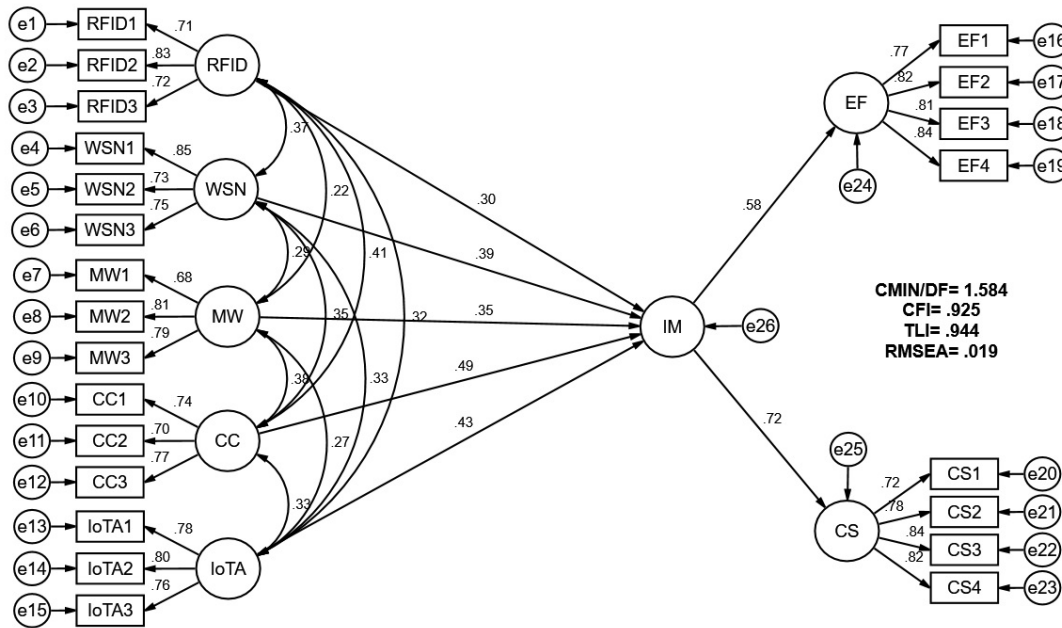 e1
RFID1
.71
e2
RFID2
.83
RFID
e3
RFID3
.72
.37
e4
WSN1
.85
e5
WSN2
.73
WSN
e6
WSN3
.75
.22
.29
.41
e7
MW1
.68
e8
MW2
.81
MW
e9
MW3
.79
.35
.32
.38
.33
e10
CC1
.74
e11
CC2
.70
CC
e12
CC3
.77
.27
.33
e13
IoTA1
.78
e14
IoTA2
.80
IoTA
e15
IoTA3
.76
.30
.39
.35
.49
.43
IM
e26
.58
.72
EF
e24
.77
EF1
e16
.82
EF2
e17
.81
EF3
e18
.84
EF4
e19
CMIN/DF= 1.584
CFI= .925
TLI= .944
RMSEA= .019
e25
CS
.72
CS1
e20
.78
CS2
e21
.84
CS3
e22
.82
CS4
e23